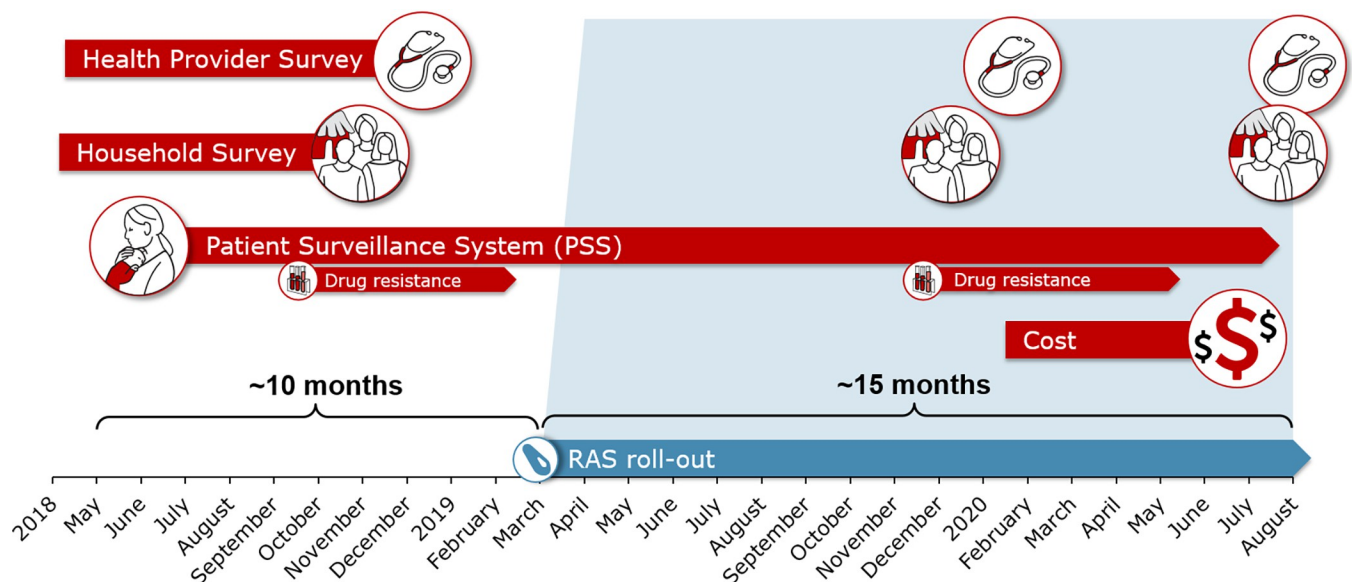 Health Provider Survey
Household Survey
Patient Surveillance System (PSS)
Drug resistance
Drug resistance
Cost
$ $ $
~10 months
~15 months
RAS roll-out
2018
May
June
July
August
September
October
November
December
2019
February
March
April
May
June
July
August
September
October
November
December
2020
February
March
April
May
June
July
August